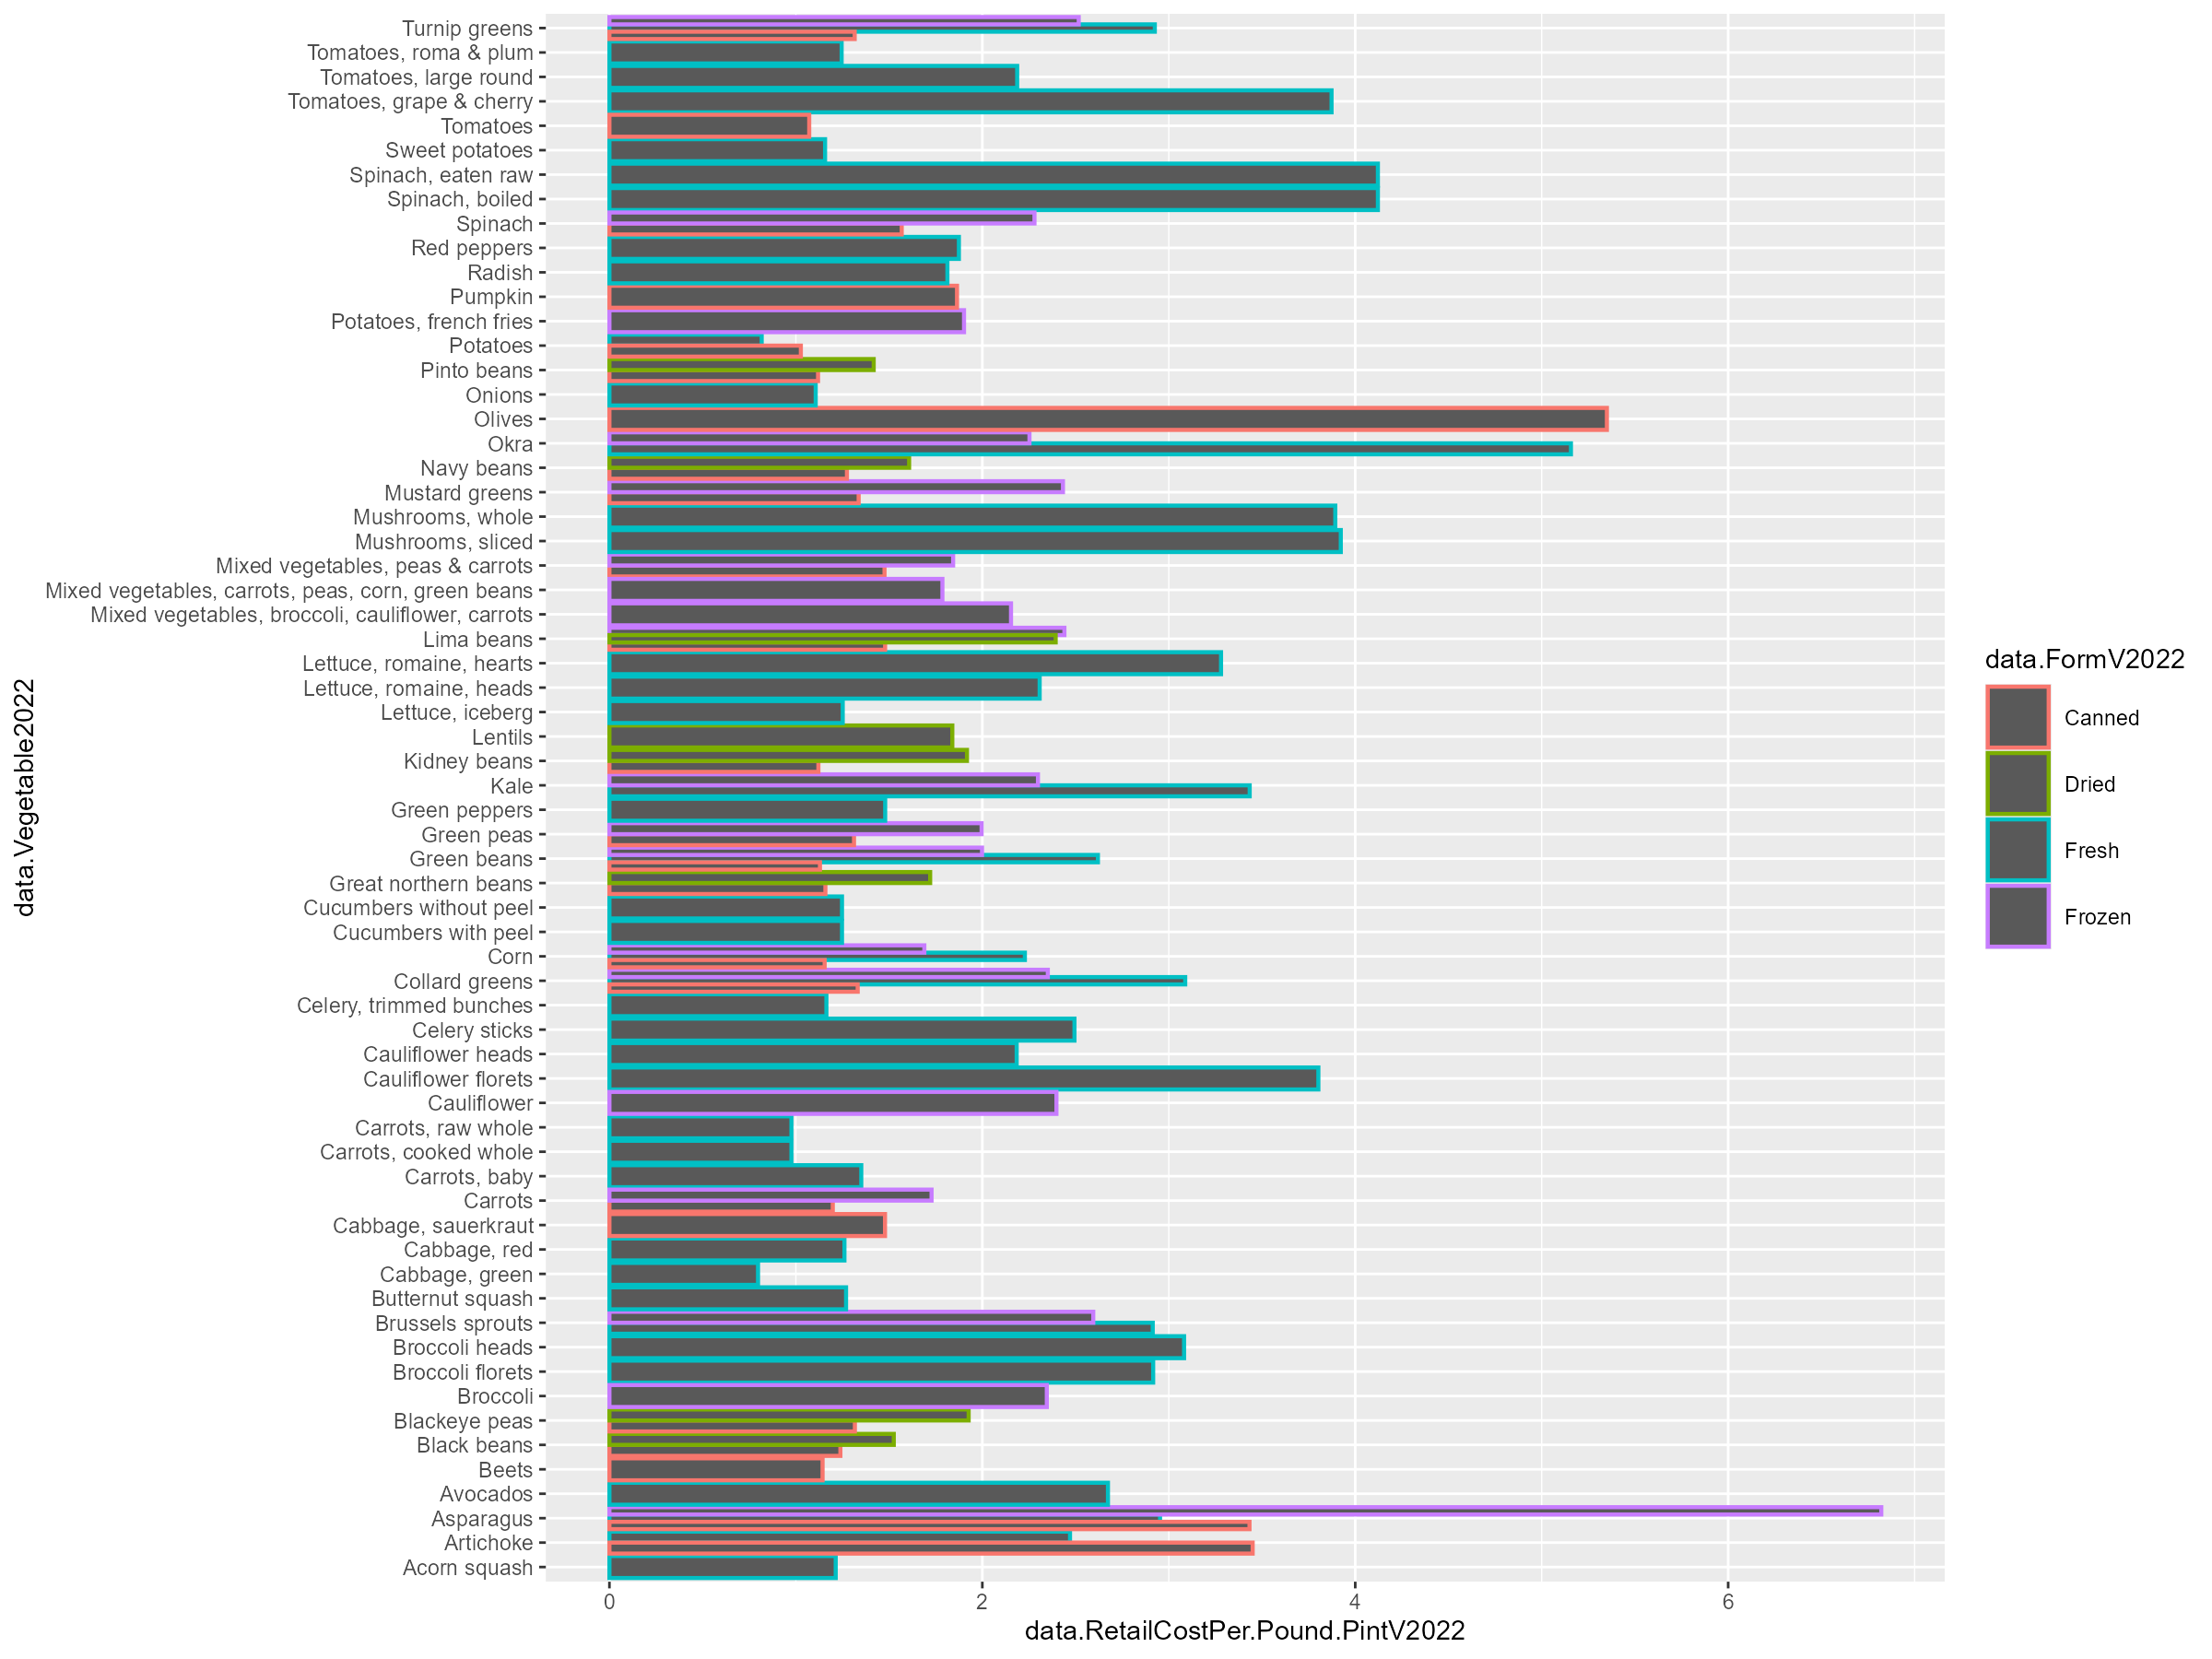 data.Vegetable2022
Turnip greens
Tomatoes, roma & plum
Tomatoes, large round
Tomatoes, grape & cherry
Tomatoes
Sweet potatoes
Spinach, eaten raw
Spinach, boiled
Spinach
Red peppers
Radish
Pumpkin
Potatoes, french fries
Potatoes
Pinto beans
Onions
Olives
Okra
Navy beans
Mustard greens
Mushrooms, whole
Mushrooms, sliced
Mixed vegetables, peas & carrots
Mixed vegetables, carrots, peas, corn, green beans
Mixed vegetables, broccoli, cauliflower, carrots
Lima beans
Lettuce, romaine, hearts
Lettuce, romaine, heads
Lettuce, iceberg
Lentils
Kidney beans
Kale
Green peppers
Green peas
Green beans
Great northern beans
Cucumbers without peel
Cucumbers with peel
Corn
Collard greens
Celery, trimmed bunches
Celery sticks
Cauliflower heads
Cauliflower florets
Cauliflower
Carrots, raw whole
Carrots, cooked whole
Carrots, baby
Carrots
Cabbage, sauerkraut
Cabbage, red
Cabbage, green
Butternut squash
Brussels sprouts
Broccoli heads
Broccoli florets
Broccoli
Blackeye peas
Black beans
Beets
Avocados
Asparagus
Artichoke
Acorn squash
0 2 4 6
data.RetailCostPer.Pound.PintV2022
data.FormV2022
Canned
Dried
Fresh
Frozen